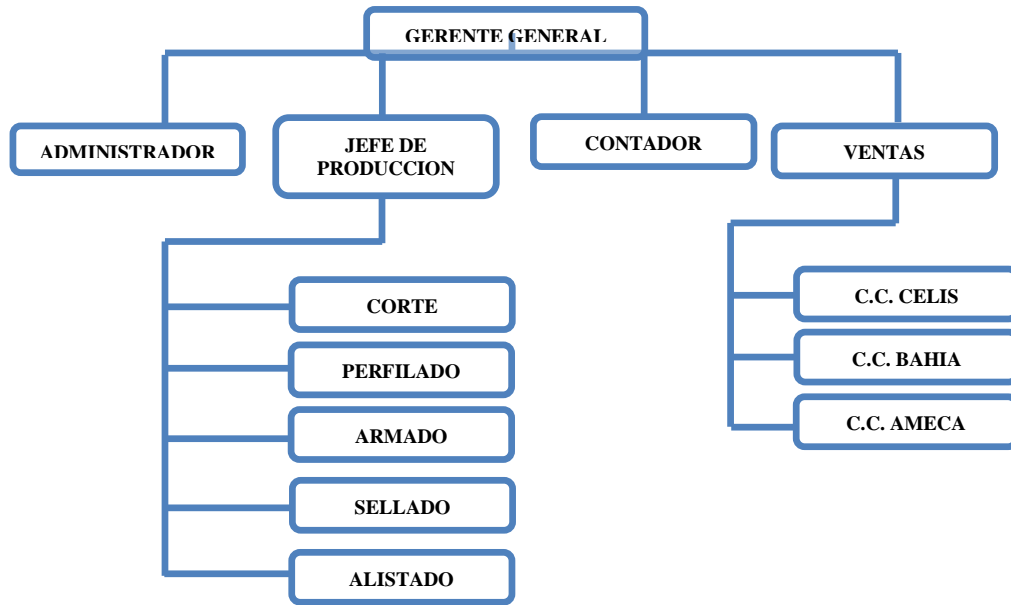 GERENTE GENERAL
ADMINISTRADOR
JEFE DE
PRODUCCION
CONTADOR
VENTAS
CORTE
PERFILADO
ARMADO
SELLADO
ALISTADO
C.C. CELIS
C.C. BAHIA
C.C. AMECA